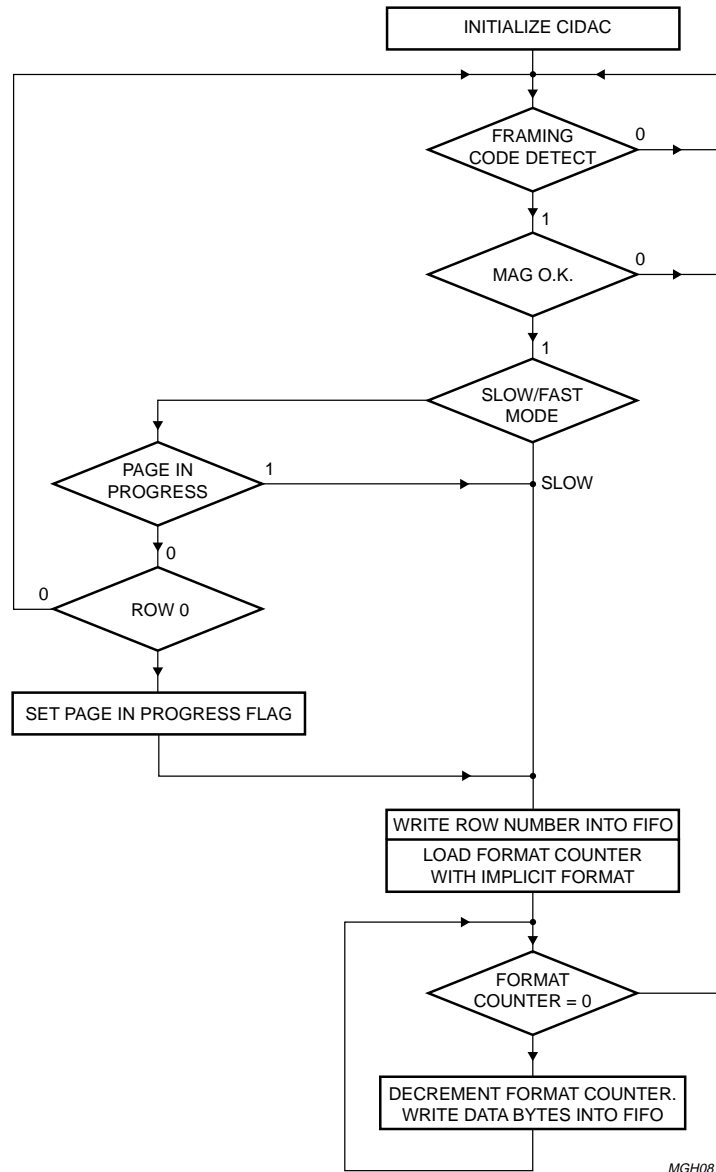 INITIALIZE CIDAC
FRAMING
CODE DETECT
0
1
MAG O.K.
0
1
SLOW/FAST
MODE
PAGE IN
PROGRESS
1
SLOW
0
0
ROW 0
SET PAGE IN PROGRESS FLAG
WRITE ROW NUMBER INTO FIFO
LOAD FORMAT COUNTER
WITH IMPLICIT FORMAT
FORMAT
COUNTER = 0
DECREMENT FORMAT COUNTER.
WRITE DATA BYTES INTO FIFO
MGH08